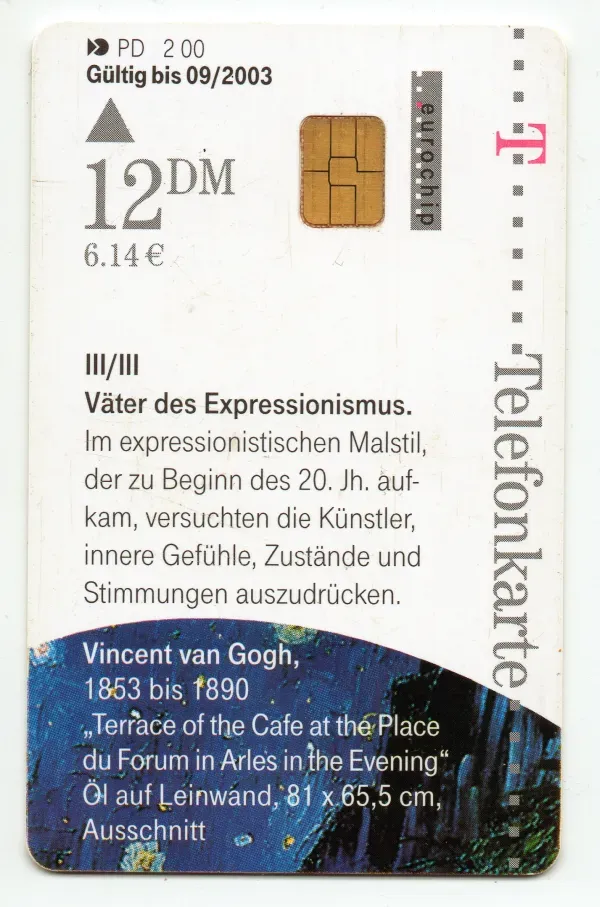 PD 2 00
Gültig bis 09/2003
12 DM
6.14 €
eurochip
T
Telefonkarte
III/III
Väter des Expressionismus.
Im expressionistischen Malstil,
der zu Beginn des 20. Jh. auf-
kam, versuchten die Künstler,
innere Gefühle, Zustände und
Stimmungen auszudrücken.
Vincent van Gogh,
1853 bis 1890
„Terrace of the Cafe at the Place
du Forum in Arles in the Evening“
Öl auf Leinwand, 81 x 65,5 cm,
Ausschnitt